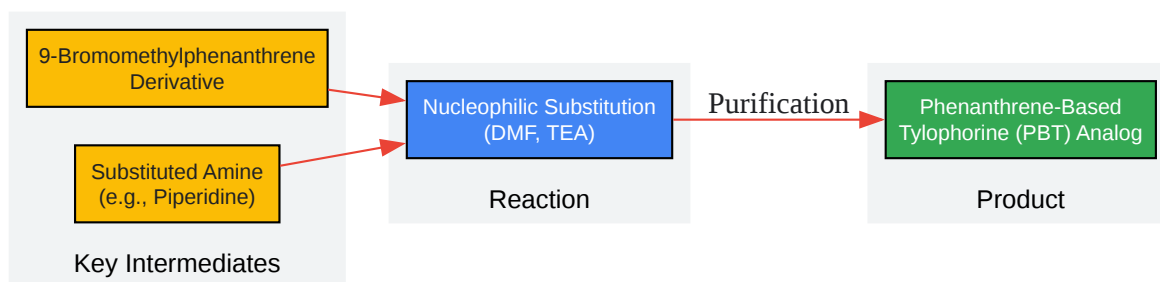 9-Bromomethylphenanthrene
Derivative
Substituted Amine
(e.g., Piperidine)
Key Intermediates
Nucleophilic Substitution
(DMF, TEA)
Reaction
Purification
Phenanthrene-Based
Tylophorine (PBT) Analog
Product